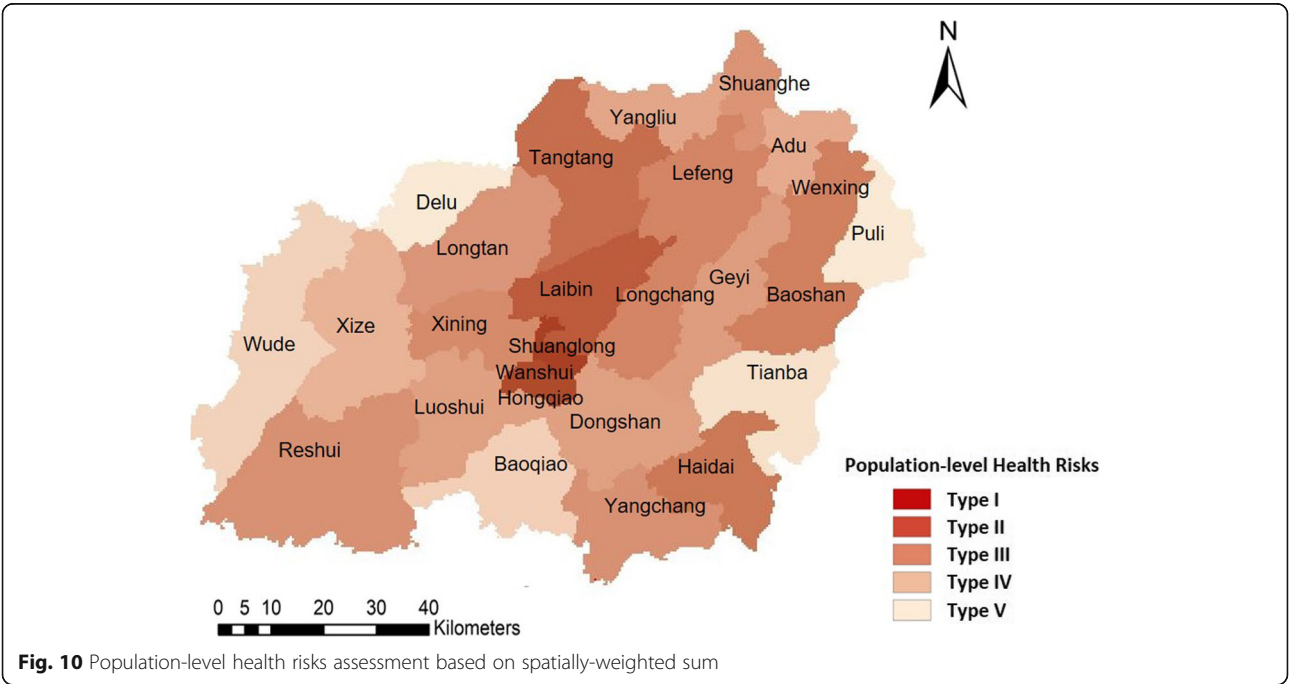 N
Shuanghe
Yangliu
Adu
Tangtang
Lefeng
Wenxing
Delu
Puli
Longtan
Geyi
Laibin
Longchang
Baoshan
Xining
Xize
Wude
Shuanglong
Wanshui
Tianba
Hongqiao
Luoshui
Dongshan
Reshui
Baoqiao
Haidai
Yangchang
Population-level Health Risks
Type I
Type II
Type III
Type IV
Type V
0 5 10 20 30 40
Kilometers
Fig. 10 Population-level health risks assessment based on spatially-weighted sum